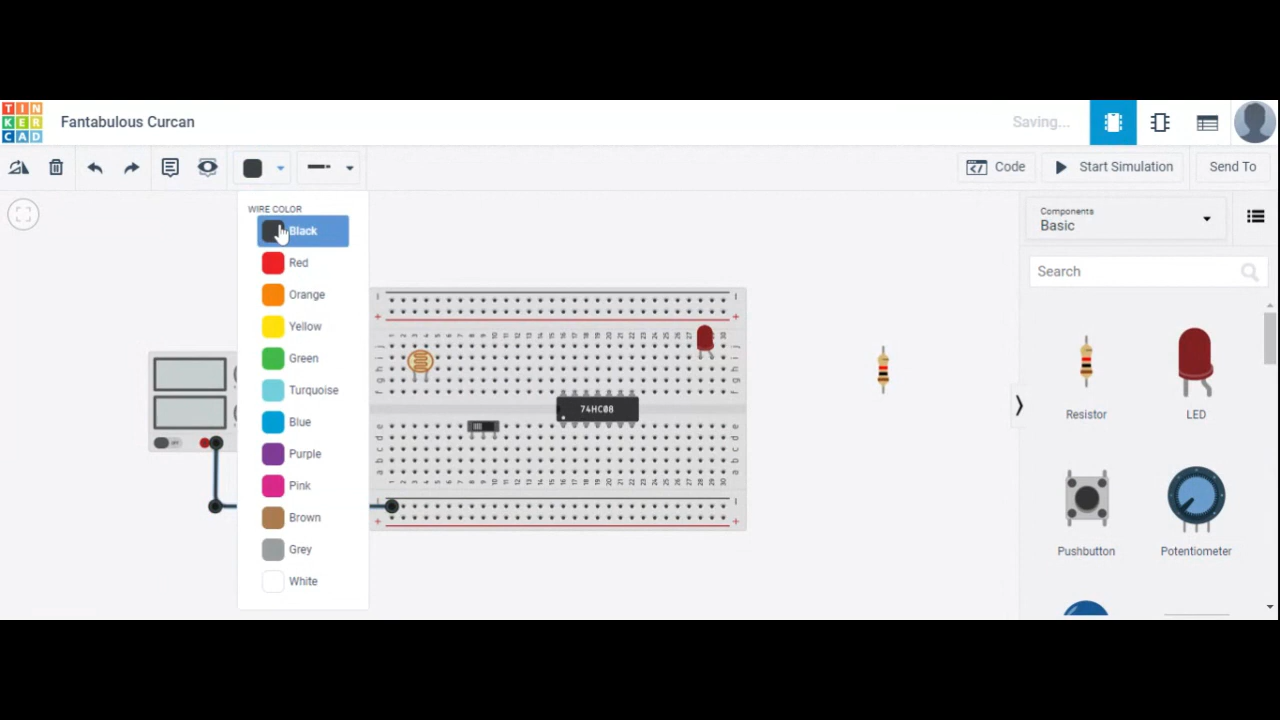 TIN
KER
CAD
Fantabulous Curcan
Saving...
Code
Start Simulation
Send To
WIRE COLOR
Black
Red
Orange
Yellow
Green
Turquoise
Blue
Purple
Pink
Brown
Grey
White
74HC08
Components
Basic
Search
Resistor
LED
Pushbutton
Potentiometer